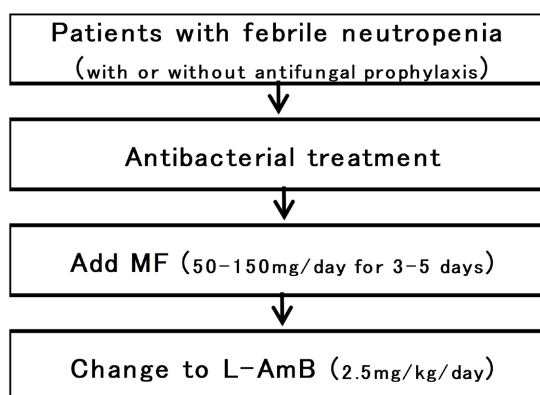 Patients with febrile neutropenia
(with or without antifungal prophylaxis)
Antibacterial treatment
Add MF (50-150mg/day for 3-5 days)
Change to L-AmB (2.5mg/kg/day)